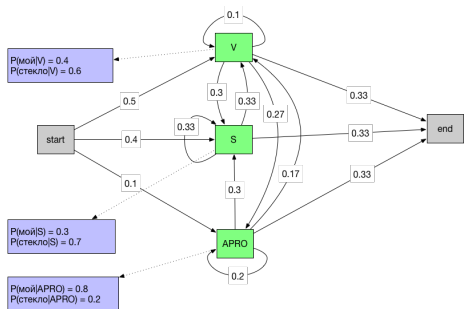 0.1
V
P(мой|V) = 0.4
P(стекло|V) = 0.6
0.5
0.3
0.33
0.27
0.33
start
0.4
0.33
S
0.33
end
0.1
0.3
0.17
0.33
P(мой|S) = 0.3
P(стекло|S) = 0.7
APRO
0.2
P(мой|APRO) = 0.8
P(стекло|APRO) = 0.2